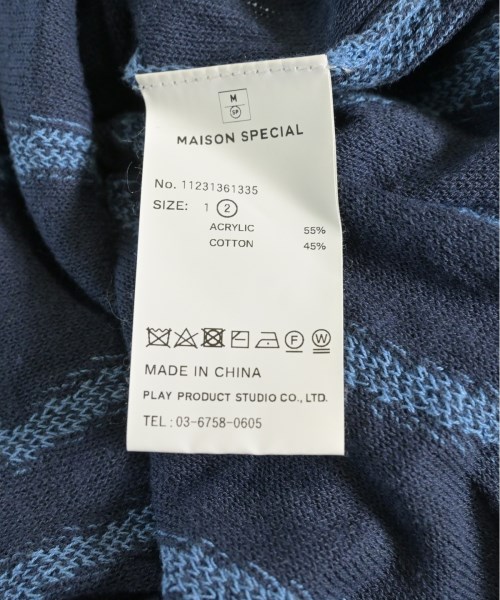 M
SP
MAISON SPECIAL
No. 11231361335
SIZE: 1 2
ACRYLIC 55%
COTTON 45%
F W
MADE IN CHINA
PLAY PRODUCT STUDIO CO., LTD.
TEL : 03-6758-0605